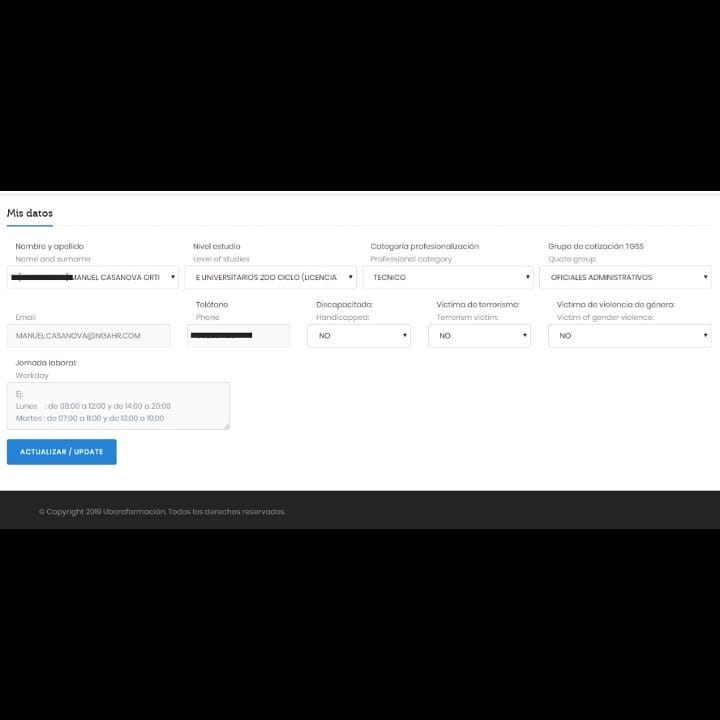 Mis datos
Nombre y apellido
Name and surname
MANUEL CASANOVA ORTI
Nivel estudio
Level of studies
E UNIVERSITARIOS 2DO CICLO (LICENCIA
Categoría profesionalización
Professional category
TECNICO
Grupo de cotización TGSS
Quote group
OFICIALES ADMINISTRATIVOS
Email
MANUEL.CASANOVA@NGAHR.COM
Teléfono
Phone
Discapacitado:
Handicapped:
NO
Víctima de terrorismo:
Terrorism victim:
NO
Víctima de violencia de género:
Victim of gender violence:
NO
Jornada laboral:
Workday
Ej:
Lunes : de 08:00 a 12:00 y de 14:00 a 20:00
Martes : de 07:00 a 11:00 y de 13:00 a 19:00
ACTUALIZAR / UPDATE
© Copyright 2019 Uboraformación. Todos los derechos reservados.